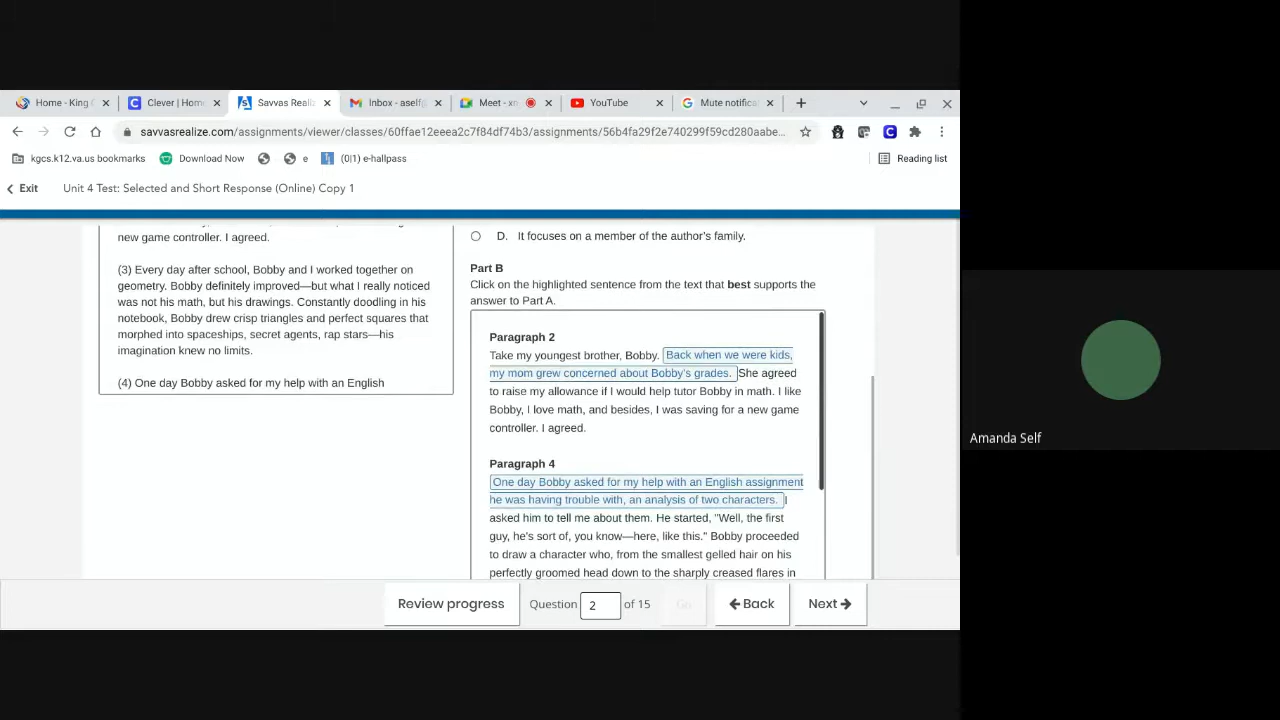 Home - King
Clever | Hom
Savvas Reali
Inbox - aself
Meet - xn
YouTube
Mute notifica
savvasrealize.com/assignments/viewer/classes/60ffae12eeea2c7f84df74b3/assignments/56b4fa29f2e740299f59cd280aabe...
kgcs.k12.va.us bookmarks
Download Now
e
(0|1) e-hallpass
Reading list
Exit
Unit 4 Test: Selected and Short Response (Online) Copy 1
new game controller. I agreed.
(3) Every day after school, Bobby and I worked together on
geometry. Bobby definitely improved—but what I really noticed
was not his math, but his drawings. Constantly doodling in his
notebook, Bobby drew crisp triangles and perfect squares that
morphed into spaceships, secret agents, rap stars—his
imagination knew no limits.
(4) One day Bobby asked for my help with an English
D. It focuses on a member of the author's family.
Part B
Click on the highlighted sentence from the text that best supports the
answer to Part A.
Paragraph 2
Take my youngest brother, Bobby. Back when we were kids,
my mom grew concerned about Bobby's grades. She agreed
to raise my allowance if I would help tutor Bobby in math. I like
Bobby, I love math, and besides, I was saving for a new game
controller. I agreed.
Paragraph 4
One day Bobby asked for my help with an English assignment
he was having trouble with, an analysis of two characters. I
asked him to tell me about them. He started, "Well, the first
guy, he's sort of, you know—here, like this." Bobby proceeded
to draw a character who, from the smallest gelled hair on his
perfectly groomed head down to the sharply creased flares in
Review progress
Question 2 of 15
Go
Back
Next
Amanda Self